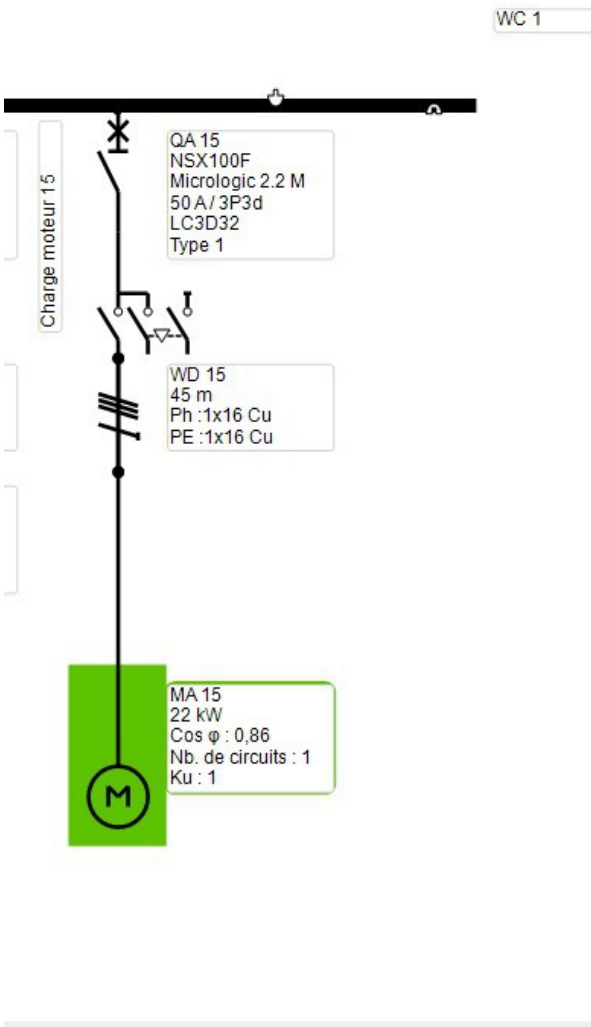 WC 1
Charge moteur 15
QA 15
NSX100F
Micrologic 2.2 M
50 A / 3P3d
LC3D32
Type 1
WD 15
45 m
Ph :1x16 Cu
PE :1x16 Cu
MA 15
22 kW
Cos φ : 0,86
Nb. de circuits : 1
Ku : 1
M